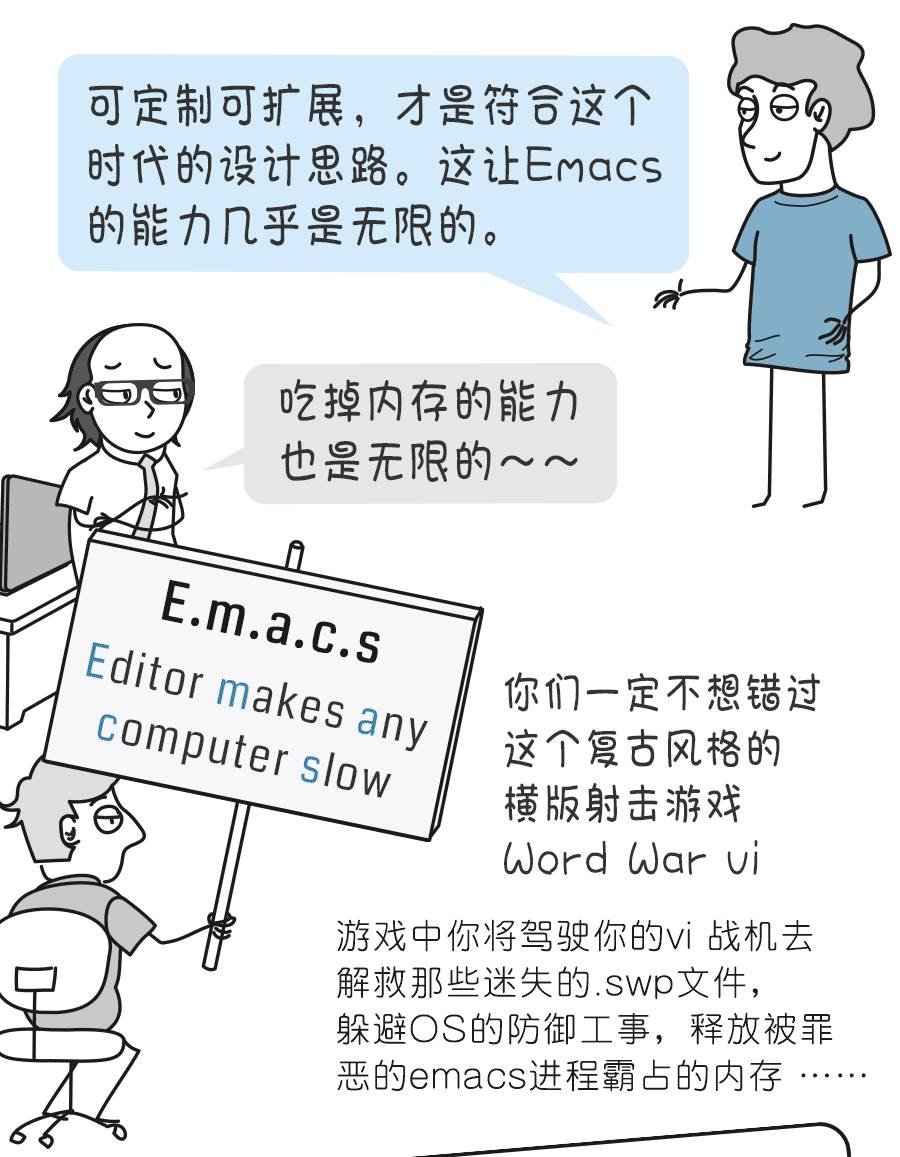 可定制可扩展，才是符合这个
时代的设计思路。这让Emacs
的能力几乎是无限的。
吃掉内存的能力
也是无限的～～
E.m.a.c.s
Editor makes any
computer slow
你们一定不想错过
这个复古风格的
横版射击游戏
Word War vi
游戏中你将驾驶你的vi 战机去
解救那些迷失的.swp文件，
躲避OS的防御工事，释放被罪
恶的emacs进程霸占的内存 ……